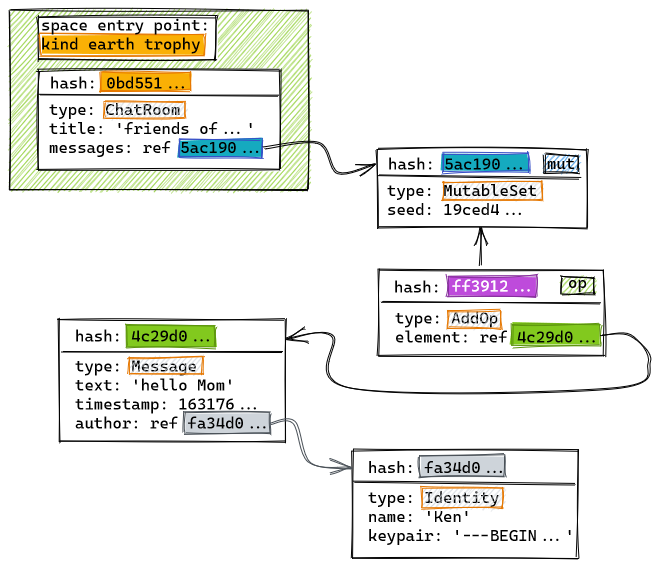 space entry point:
kind earth trophy
hash: 0bd551...
type: ChatRoom
title: 'friends of...'
messages: ref 5ac190...
hash: 5ac190... mut
type: MutableSet
seed: 19ced4...
hash: ff3912... op
type: AddOp
element: ref 4c29d0...
hash: 4c29d0...
type: Message
text: 'hello Mom'
timestamp: 163176...
author: ref fa34d0...
hash: fa34d0...
type: Identity
name: 'Ken'
keypair: '---BEGIN...'